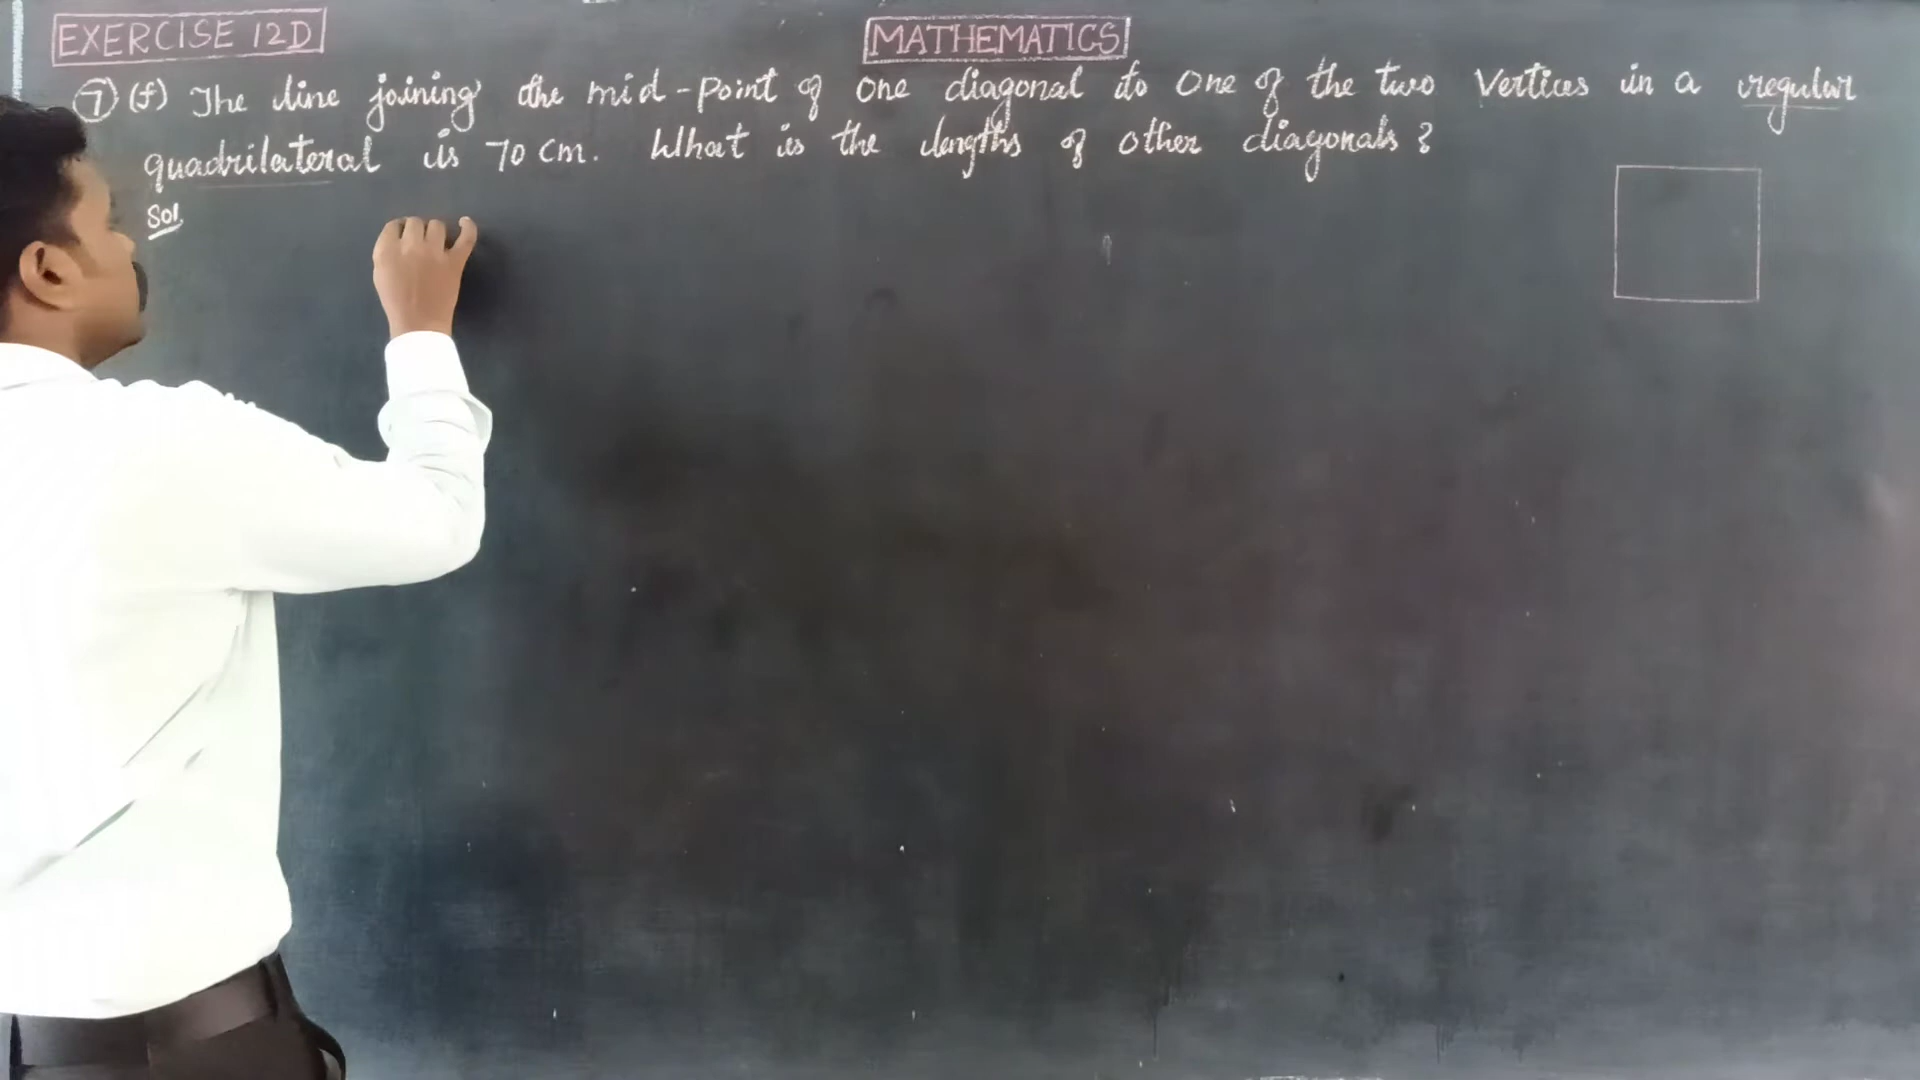 EXERCISE 12D
MATHEMATICS
7 (f) The line joining the mid-point of one diagonal to one of the two vertices in a regular
quadrilateral is 70 cm. What is the lengths of other diagonals?
Sol.